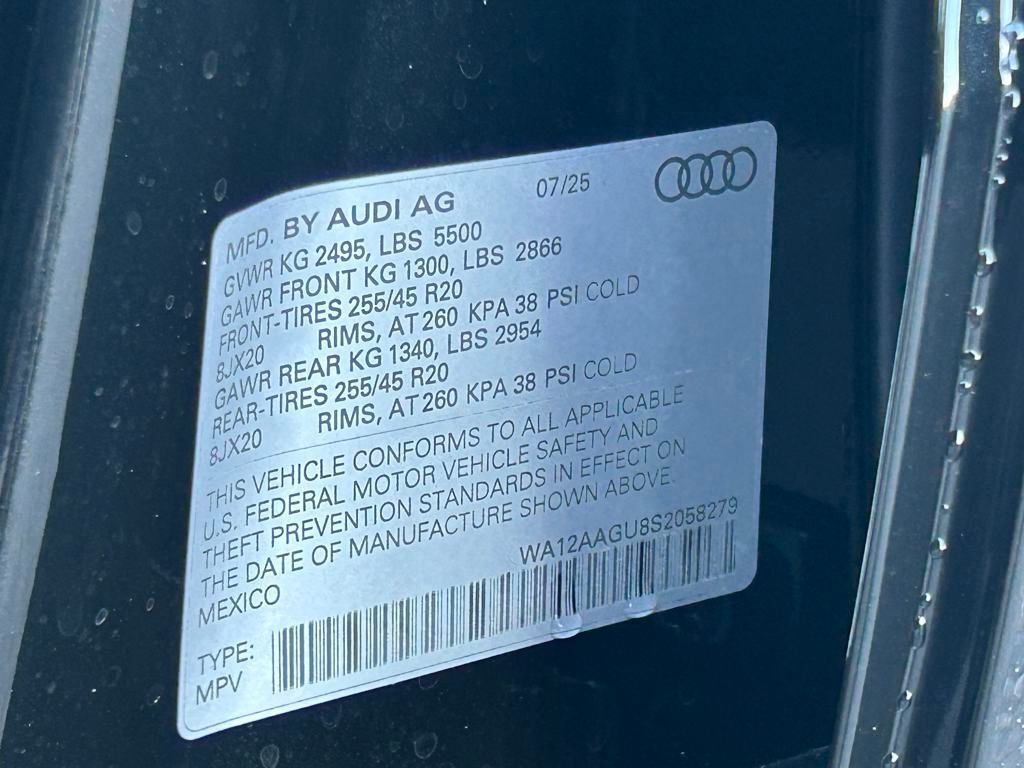 MFD. BY AUDI AG 07/25
GVWR KG 2495, LBS 5500
GAWR FRONT KG 1300, LBS 2866
FRONT-TIRES 255/45 R20
8JX20 RIMS, AT 260 KPA 38 PSI COLD
GAWR REAR KG 1340, LBS 2954
REAR-TIRES 255/45 R20
8JX20 RIMS, AT 260 KPA 38 PSI COLD
THIS VEHICLE CONFORMS TO ALL APPLICABLE
U.S. FEDERAL MOTOR VEHICLE SAFETY AND
THEFT PREVENTION STANDARDS IN EFFECT ON
THE DATE OF MANUFACTURE SHOWN ABOVE.
MEXICO WA12AAGU8S2058279
TYPE:
MPV